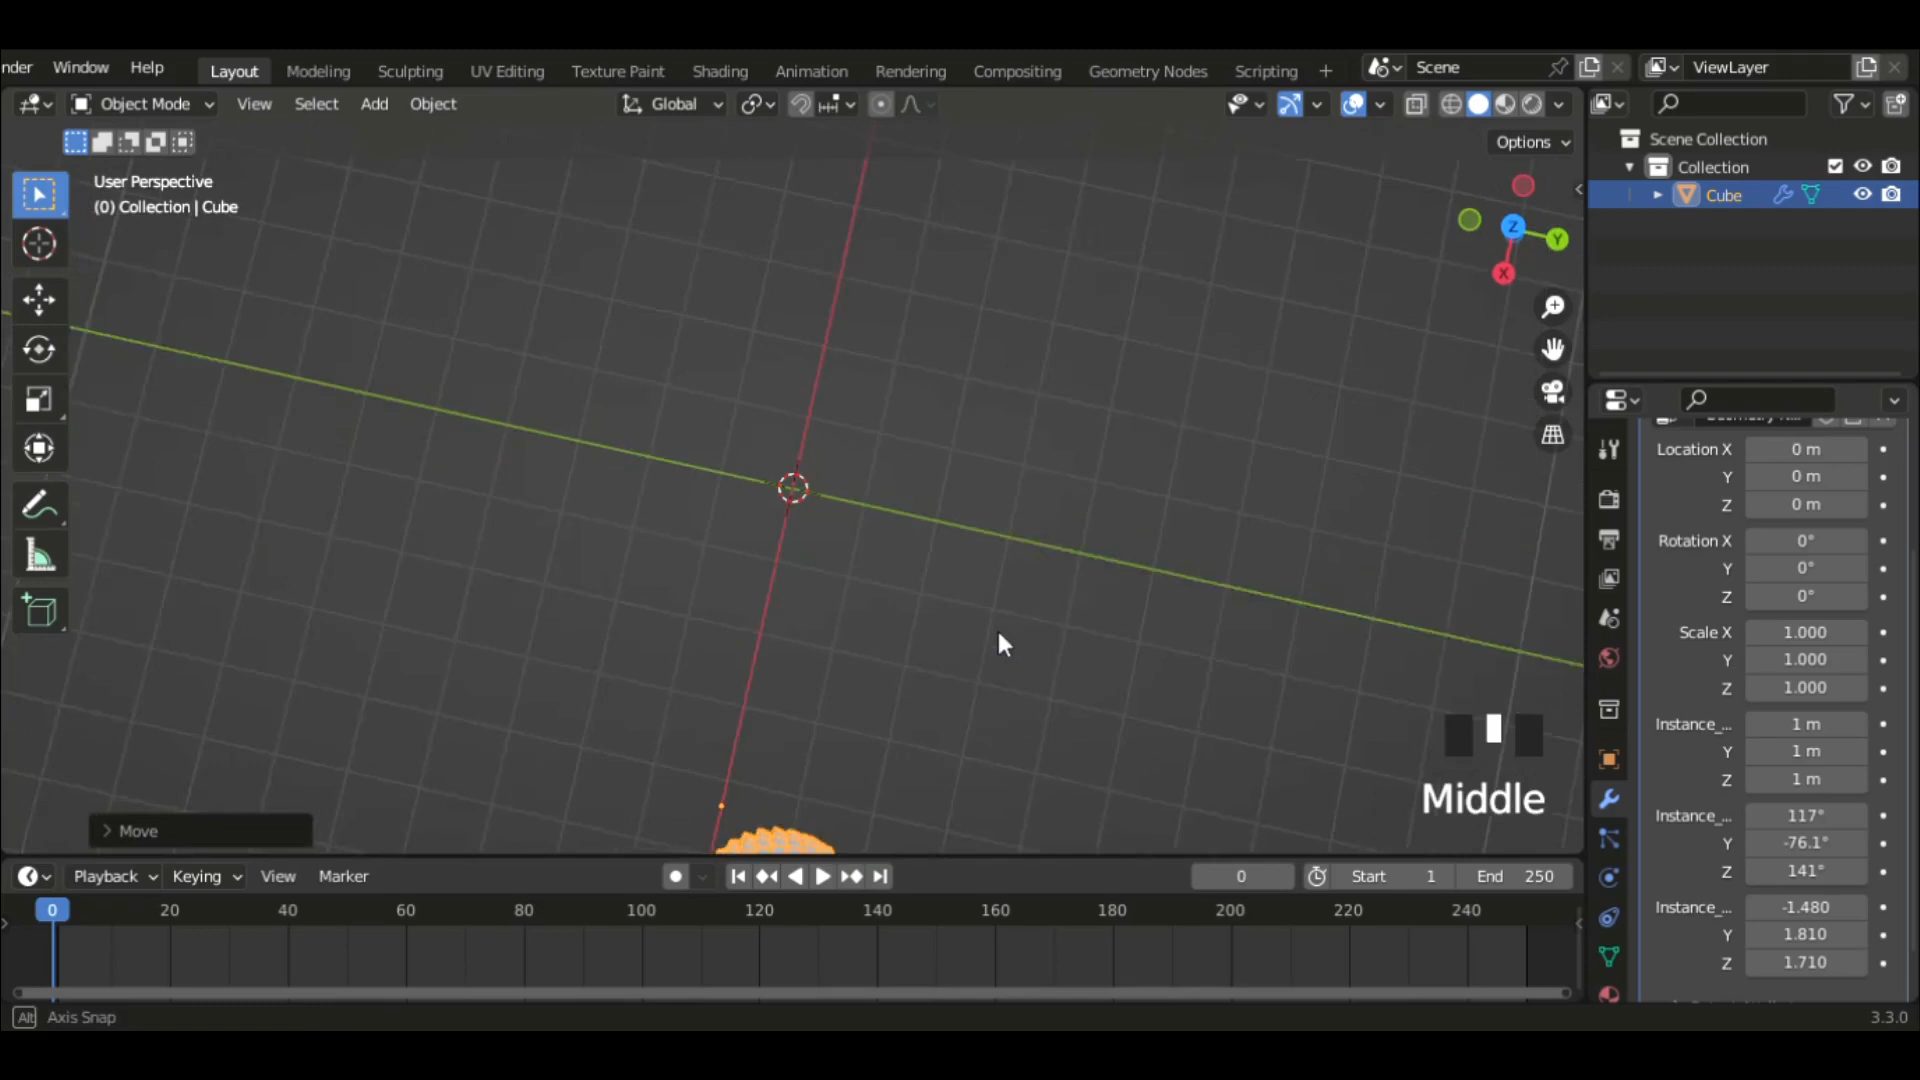 nder Window Help Layout Modeling Sculpting UV Editing Texture Paint Shading Animation Rendering Compositing Geometry Nodes Scripting + Scene ViewLayer
Object Mode View Select Add Object Global
Options
User Perspective
(0) Collection | Cube
Scene Collection
Collection
Cube
Z
Y
X
Location X 0 m
Y 0 m
Z 0 m
Rotation X 0°
Y 0°
Z 0°
Scale X 1.000
Y 1.000
Z 1.000
Instance_... 1 m
Y 1 m
Z 1 m
Instance_... 117°
Y -76.1°
Z 141°
Instance_... -1.480
Y 1.810
Z 1.710
Middle
Move
Playback Keying View Marker 0 Start 1 End 250
0 20 40 60 80 100 120 140 160 180 200 220 240
Alt Axis Snap
3.3.0